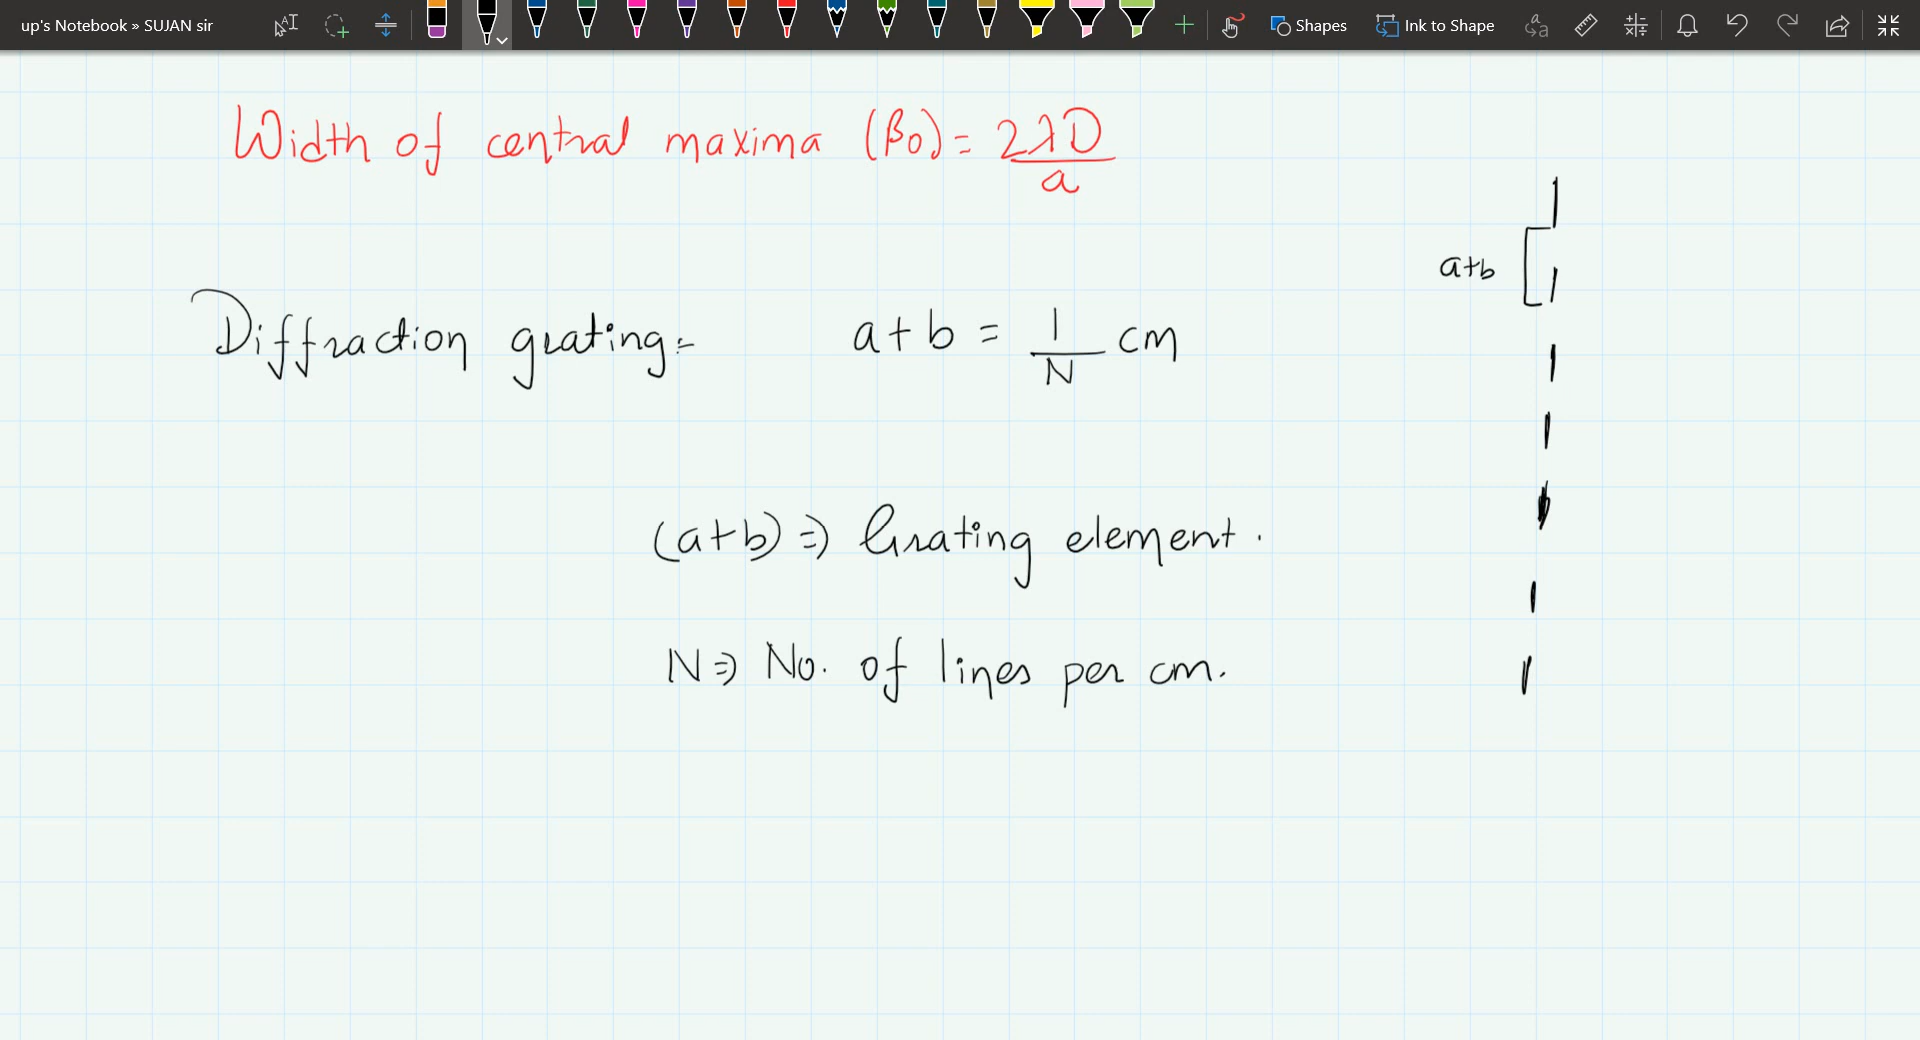 up's Notebook » SUJAN sir
Shapes
Ink to Shape
Width of central maxima (β0) = 2λD/a
a+b
Diffraction grating:- a+b = 1/N cm
(a+b) ⇒ Grating element.
N ⇒ No. of lines per cm.